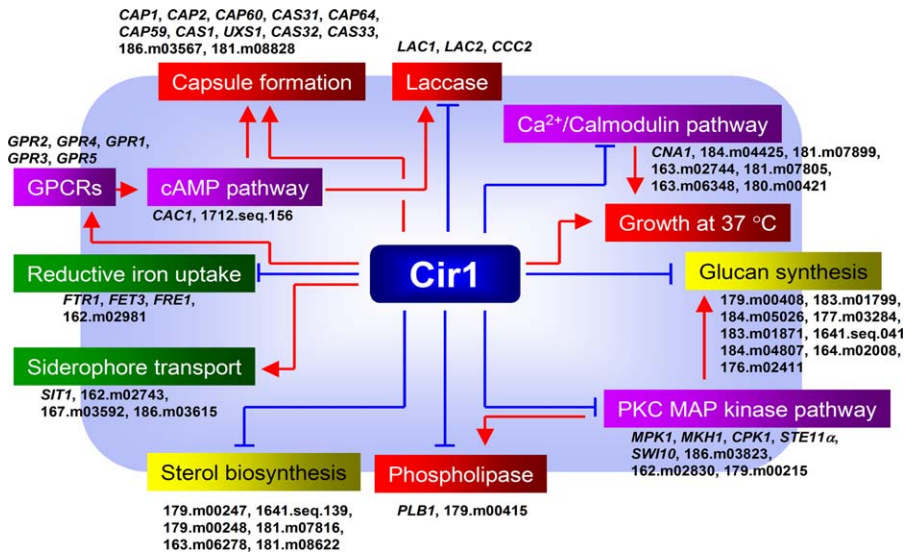 CAP1, CAP2, CAP60, CAS31, CAP64,
CAP59, CAS1, UXS1, CAS32, CAS33,
186.m03567, 181.m08828
Capsule formation
LAC1, LAC2, CCC2
Laccase
Ca²⁺/Calmodulin pathway
CNA1, 184.m04425, 181.m07899,
163.m02744, 181.m07805,
163.m06348, 180.m00421
GPR2, GPR4, GPR1,
GPR3, GPR5
GPCRs
cAMP pathway
CAC1, 1712.seq.156
Growth at 37 °C
Cir1
Reductive iron uptake
FTR1, FET3, FRE1,
162.m02981
Glucan synthesis
179.m00408, 183.m01799,
184.m05026, 177.m03284,
183.m01871, 1641.seq.041
184.m04807, 164.m02008,
176.m02411
Siderophore transport
SIT1, 162.m02743,
167.m03592, 186.m03615
PKC MAP kinase pathway
MPK1, MKH1, CPK1, STE11α,
SWI10, 186.m03823,
162.m02830, 179.m00215
Sterol biosynthesis
179.m00247, 1641.seq.139,
179.m00248, 181.m07816,
163.m06278, 181.m08622
Phospholipase
PLB1, 179.m00415